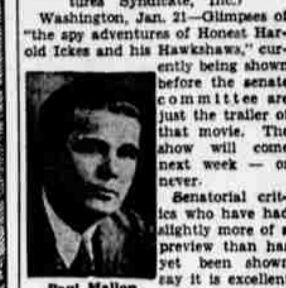 tures Syndicate, Inc.)
Washington, Jan. 21—Glimpses of
"the spy adventures of Honest Har-
old Ickes and his Hawkshaws," cur-
ently being shown
before the senate
committee are
just the trailer of
that movie. The
show will come
next week — or
never.
Senatorial crit-
ics who have had
slightly more of a
preview than has
yet been shown
say it is excellent
Paul Mallon